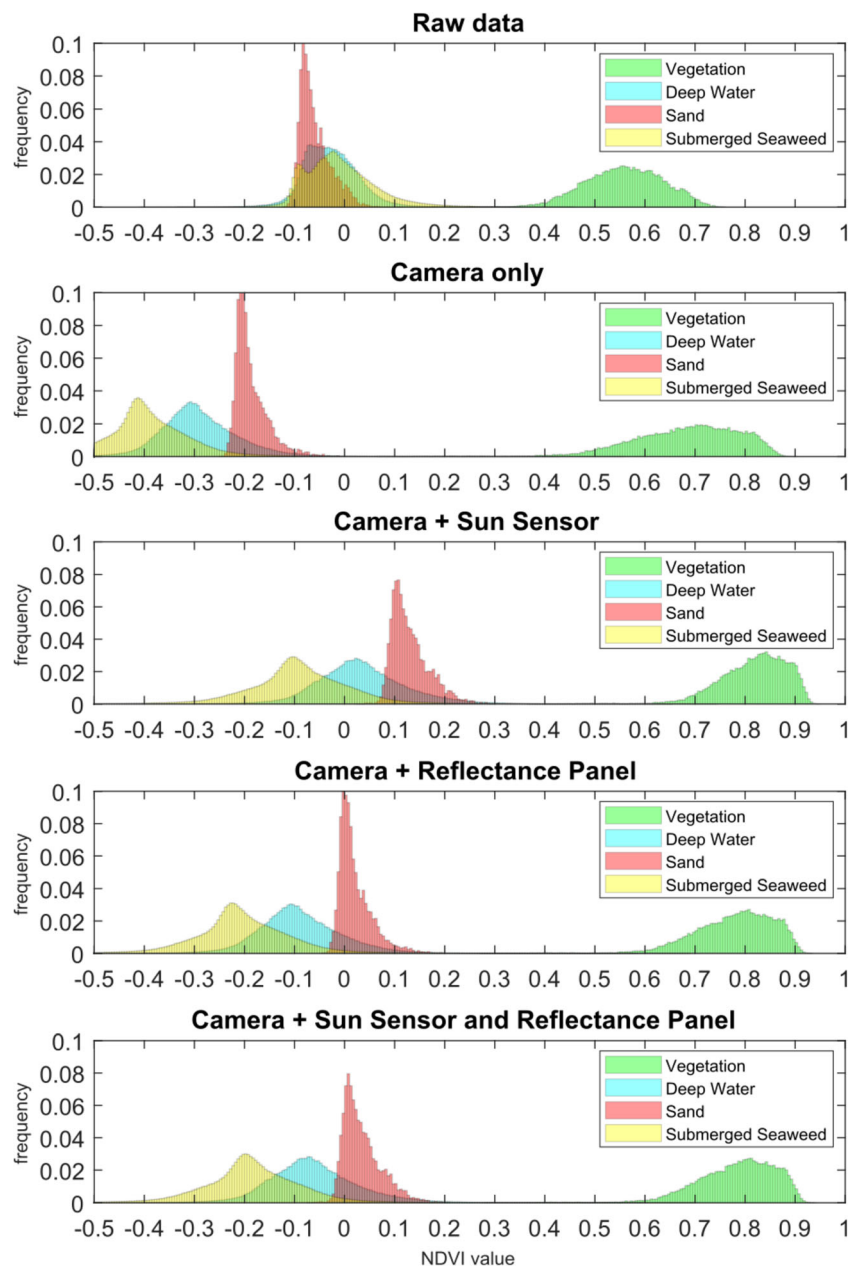 Raw data
0.1
0.08
0.06
0.04
0.02
0
frequency
Vegetation
Deep Water
Sand
Submerged Seaweed
-0.5 -0.4 -0.3 -0.2 -0.1 0 0.1 0.2 0.3 0.4 0.5 0.6 0.7 0.8 0.9 1
Camera only
0.1
0.08
0.06
0.04
0.02
0
frequency
Vegetation
Deep Water
Sand
Submerged Seaweed
-0.5 -0.4 -0.3 -0.2 -0.1 0 0.1 0.2 0.3 0.4 0.5 0.6 0.7 0.8 0.9 1
Camera + Sun Sensor
0.1
0.08
0.06
0.04
0.02
0
frequency
Vegetation
Deep Water
Sand
Submerged Seaweed
-0.5 -0.4 -0.3 -0.2 -0.1 0 0.1 0.2 0.3 0.4 0.5 0.6 0.7 0.8 0.9 1
Camera + Reflectance Panel
0.1
0.08
0.06
0.04
0.02
0
frequency
Vegetation
Deep Water
Sand
Submerged Seaweed
-0.5 -0.4 -0.3 -0.2 -0.1 0 0.1 0.2 0.3 0.4 0.5 0.6 0.7 0.8 0.9 1
Camera + Sun Sensor and Reflectance Panel
0.1
0.08
0.06
0.04
0.02
0
frequency
Vegetation
Deep Water
Sand
Submerged Seaweed
-0.5 -0.4 -0.3 -0.2 -0.1 0 0.1 0.2 0.3 0.4 0.5 0.6 0.7 0.8 0.9 1
NDVI value